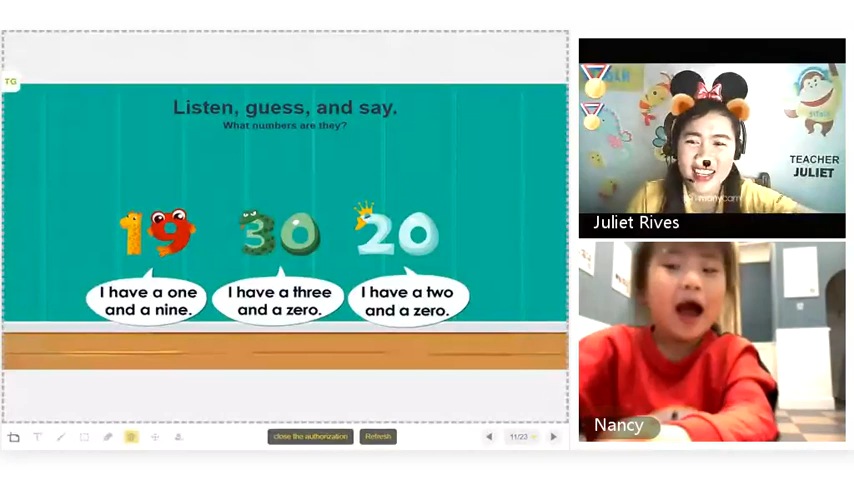 TG
Listen, guess, and say.
What numbers are they?
19
30
20
I have a one
and a nine.
I have a three
and a zero.
I have a two
and a zero.
close the authorization
Refresh
11/23
TEACHER
JULIET
manycam
Juliet Rives
Nancy